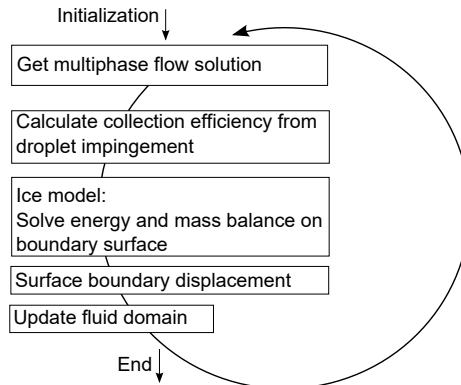 Initialization
Get multiphase flow solution
Calculate collection efficiency from
droplet impingement
Ice model:
Solve energy and mass balance on
boundary surface
Surface boundary displacement
Update fluid domain
End